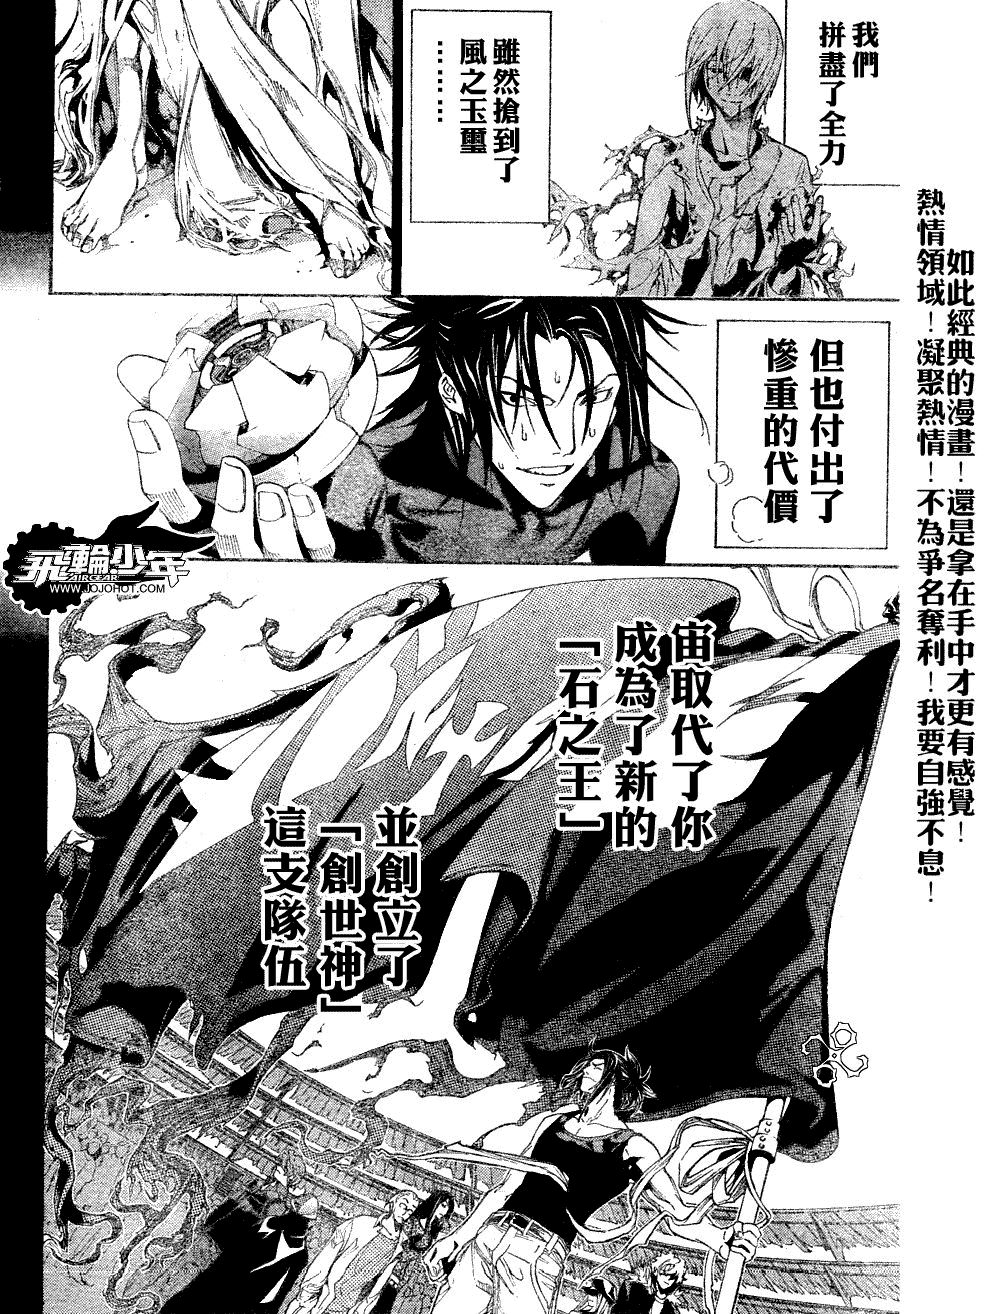 我們
拼盡了全力
雖然搶到了
風之玉璽
………
但也付出了
慘重的代價
宙取代了你
成為了新的
「石之王」
並創立了
「創世神」
這支隊伍
如此經典的漫畫！還是拿在手中才更有感覺！
熱情領域！凝聚熱情！不為爭名奪利！我要自強不息！
飛輪少年
AIRGEAR
WWW.JOJOHOT.COM